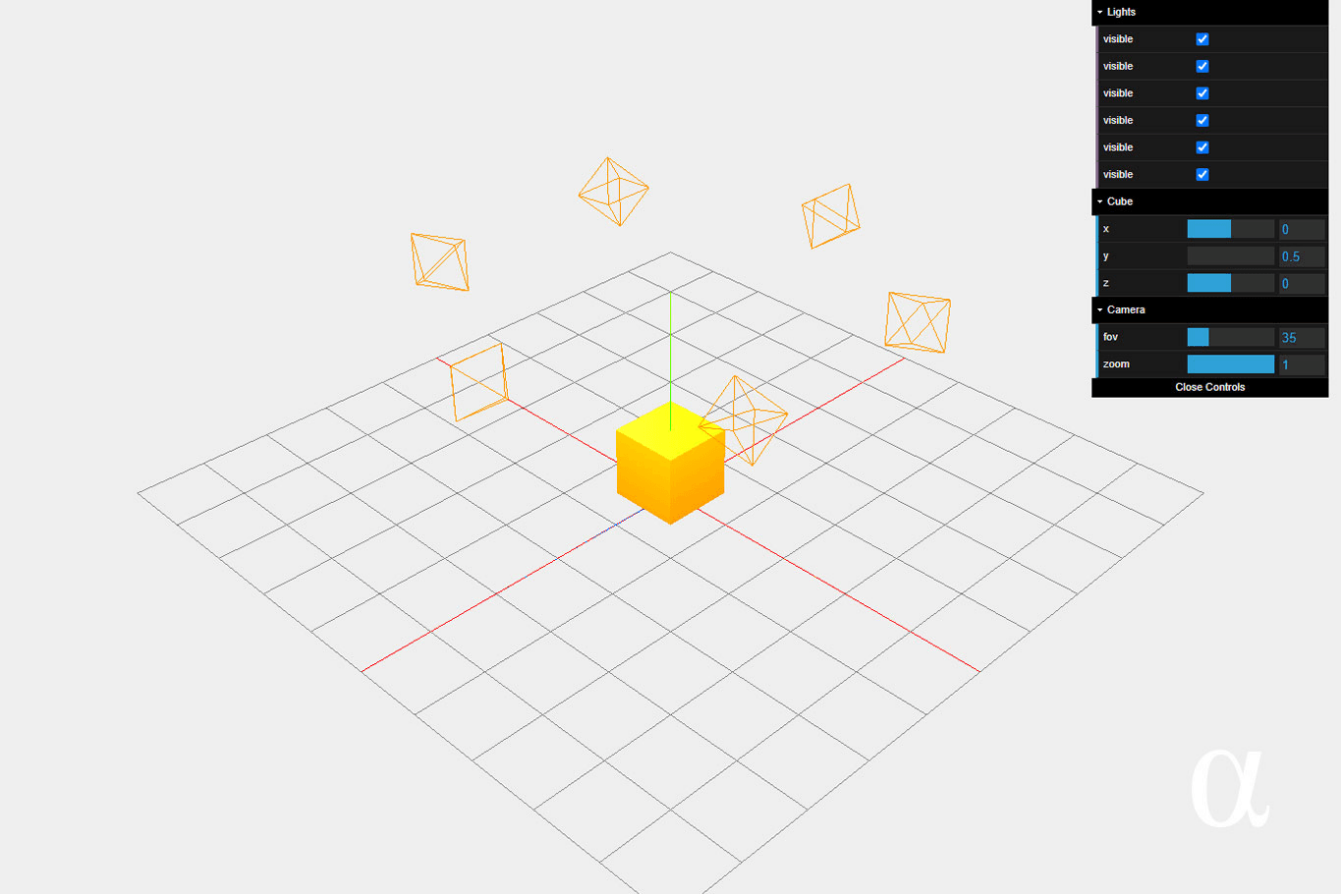 Lights
visible
visible
visible
visible
visible
visible
Cube
x 0
y 0.5
z 0
Camera
fov 35
zoom 1
Close Controls
α